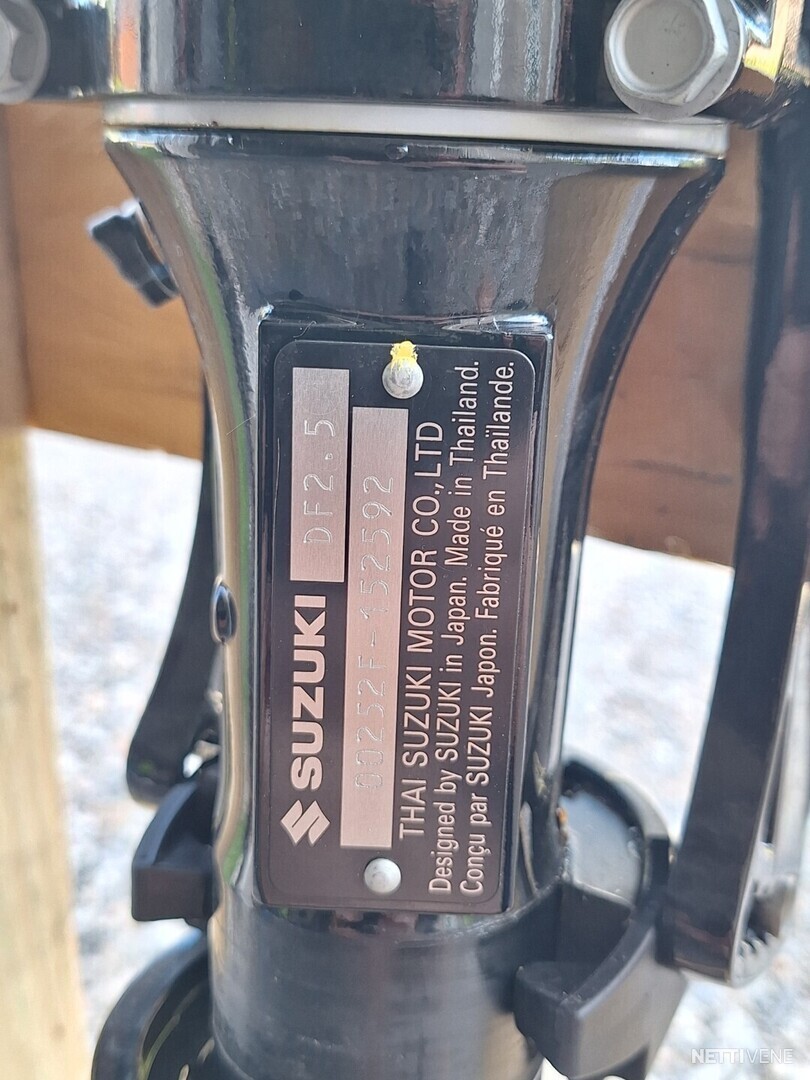 SUZUKI DF2.5
00252F-152592
THAI SUZUKI MOTOR CO., LTD
Designed by SUZUKI in Japan. Made in Thailand.
Conçu par SUZUKI Japon. Fabriqué en Thaïlande.
NETTIVENE